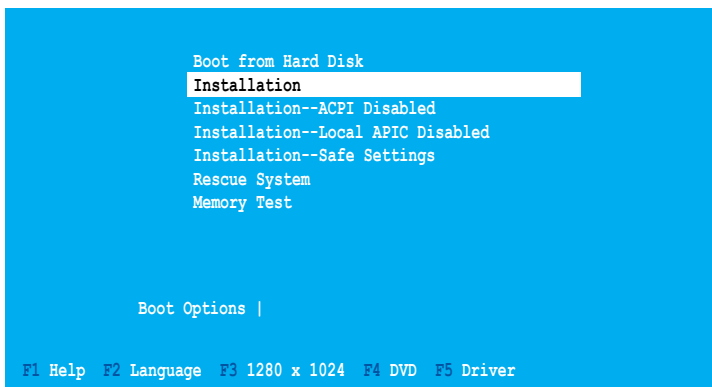 Boot from Hard Disk
Installation
Installation--ACPI Disabled
Installation--Local APIC Disabled
Installation--Safe Settings
Rescue System
Memory Test
Boot Options |
F1 Help F2 Language F3 1280 x 1024 F4 DVD F5 Driver